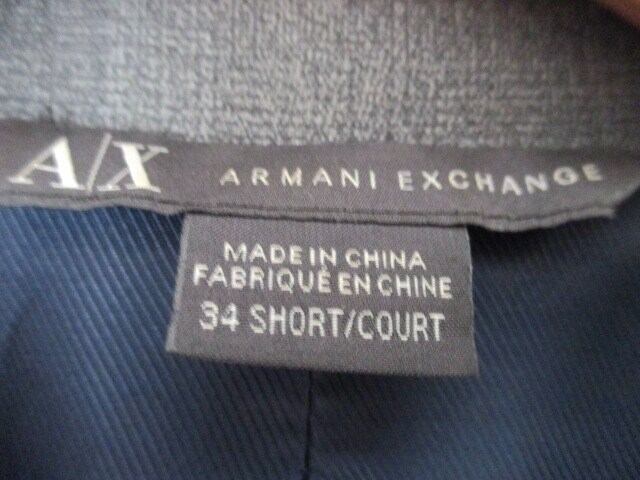 A/X ARMANI EXCHANGE
MADE IN CHINA
FABRIQUÉ EN CHINE
34 SHORT/COURT